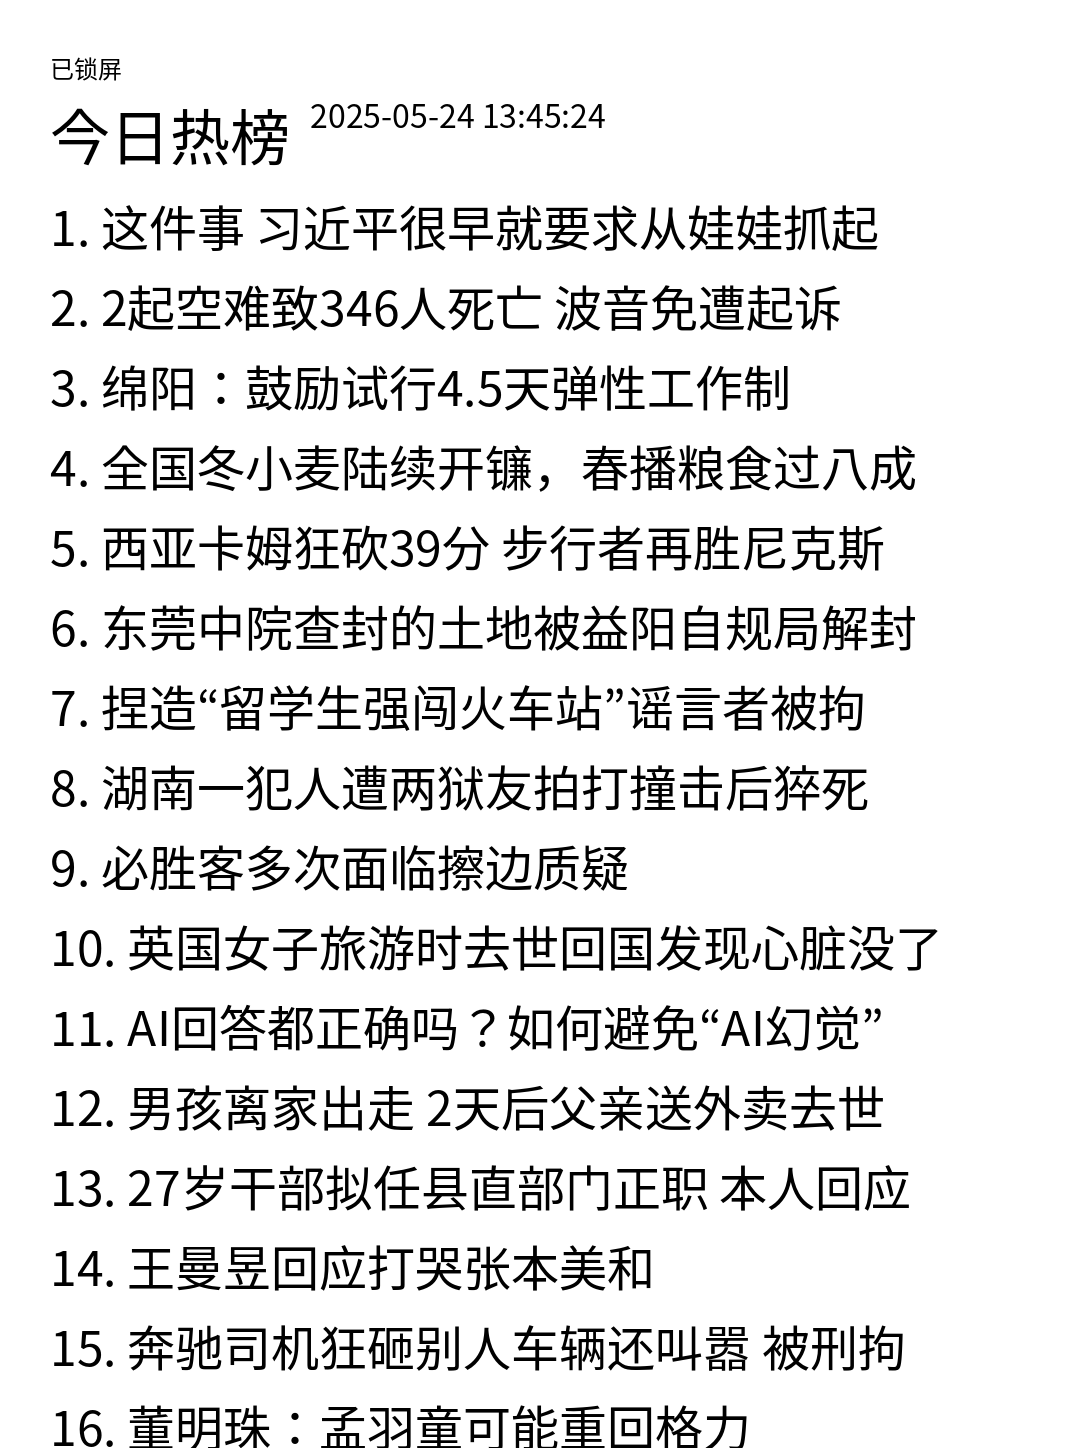 已锁屏
今日热榜 2025-05-24 13:45:24
1. 这件事 习近平很早就要求从娃娃抓起
2. 2起空难致346人死亡 波音免遭起诉
3. 绵阳：鼓励试行4.5天弹性工作制
4. 全国冬小麦陆续开镰，春播粮食过八成
5. 西亚卡姆狂砍39分 步行者再胜尼克斯
6. 东莞中院查封的土地被益阳自规局解封
7. 捏造“留学生强闯火车站”谣言者被拘
8. 湖南一犯人遭两狱友拍打撞击后猝死
9. 必胜客多次面临擦边质疑
10. 英国女子旅游时去世回国发现心脏没了
11. AI回答都正确吗？如何避免“AI幻觉”
12. 男孩离家出走 2天后父亲送外卖去世
13. 27岁干部拟任县直部门正职 本人回应
14. 王曼昱回应打哭张本美和
15. 奔驰司机狂砸别人车辆还叫嚣 被刑拘
16. 董明珠：孟羽童可能重回格力